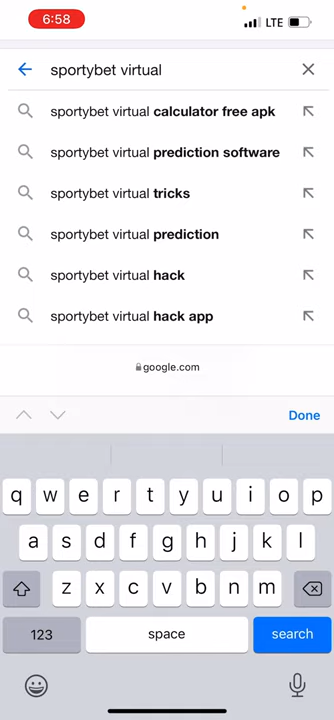 6:58
LTE
sportybet virtual
sportybet virtual calculator free apk
sportybet virtual prediction software
sportybet virtual tricks
sportybet virtual prediction
sportybet virtual hack
sportybet virtual hack app
google.com
Done
q w e r t y u i o p
a s d f g h j k l
z x c v b n m
123 space search